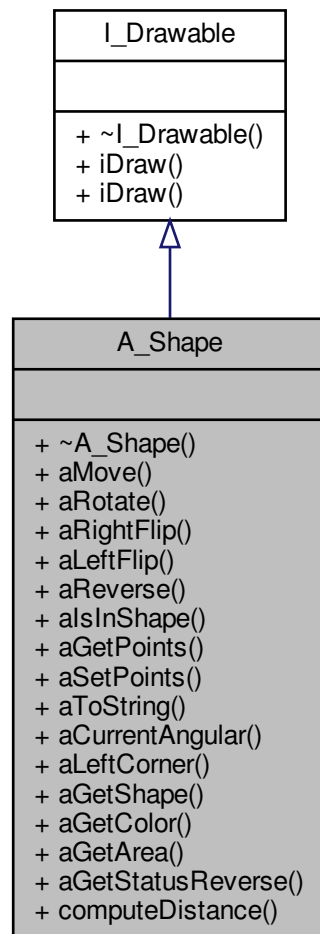 I_Drawable
+ ~I_Drawable()
+ iDraw()
+ iDraw()
A_Shape
+ ~A_Shape()
+ aMove()
+ aRotate()
+ aRightFlip()
+ aLeftFlip()
+ aReverse()
+ aIsInShape()
+ aGetPoints()
+ aSetPoints()
+ aToString()
+ aCurrentAngular()
+ aLeftCorner()
+ aGetShape()
+ aGetColor()
+ aGetArea()
+ aGetStatusReverse()
+ computeDistance()